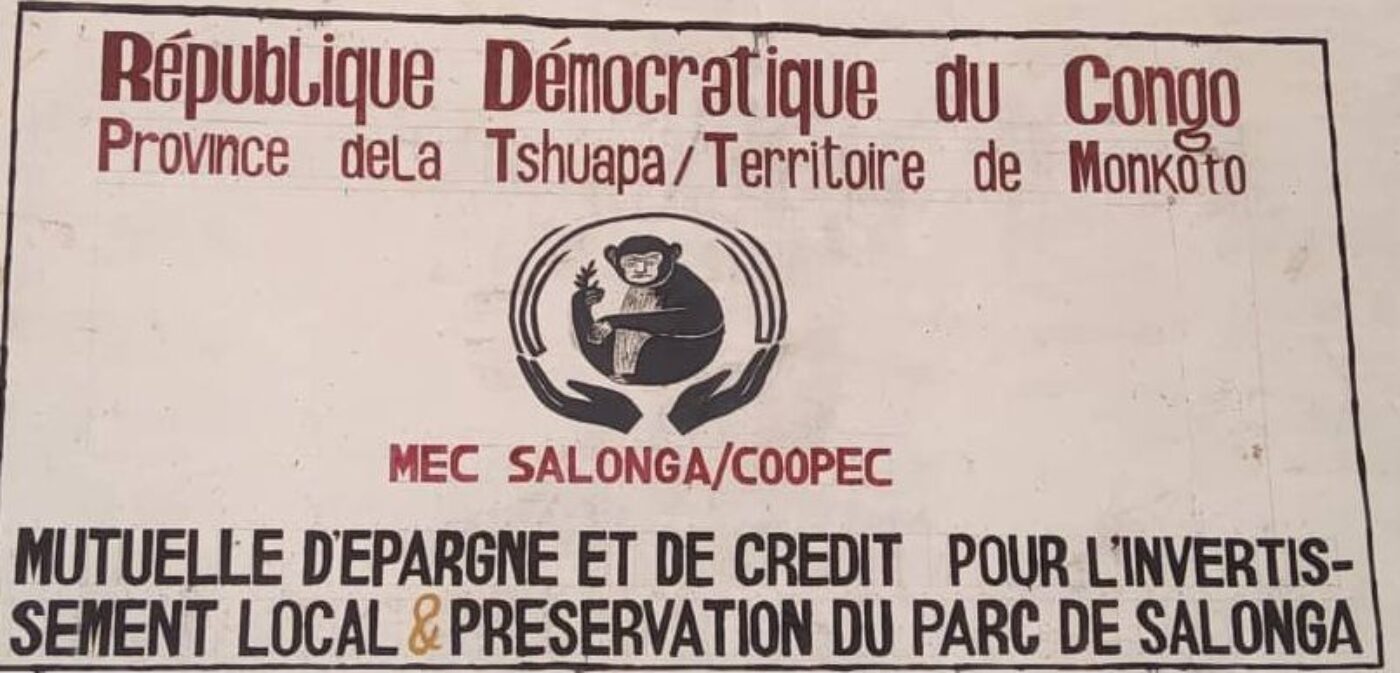 République Démocratique du Congo
Province dela Tshuapa/Territoire de Monkoto
MEC SALONGA/COOPEC
MUTUELLE D'EPARGNE ET DE CREDIT POUR L'INVERTIS-
SEMENT LOCAL & PRESERVATION DU PARC DE SALONGA